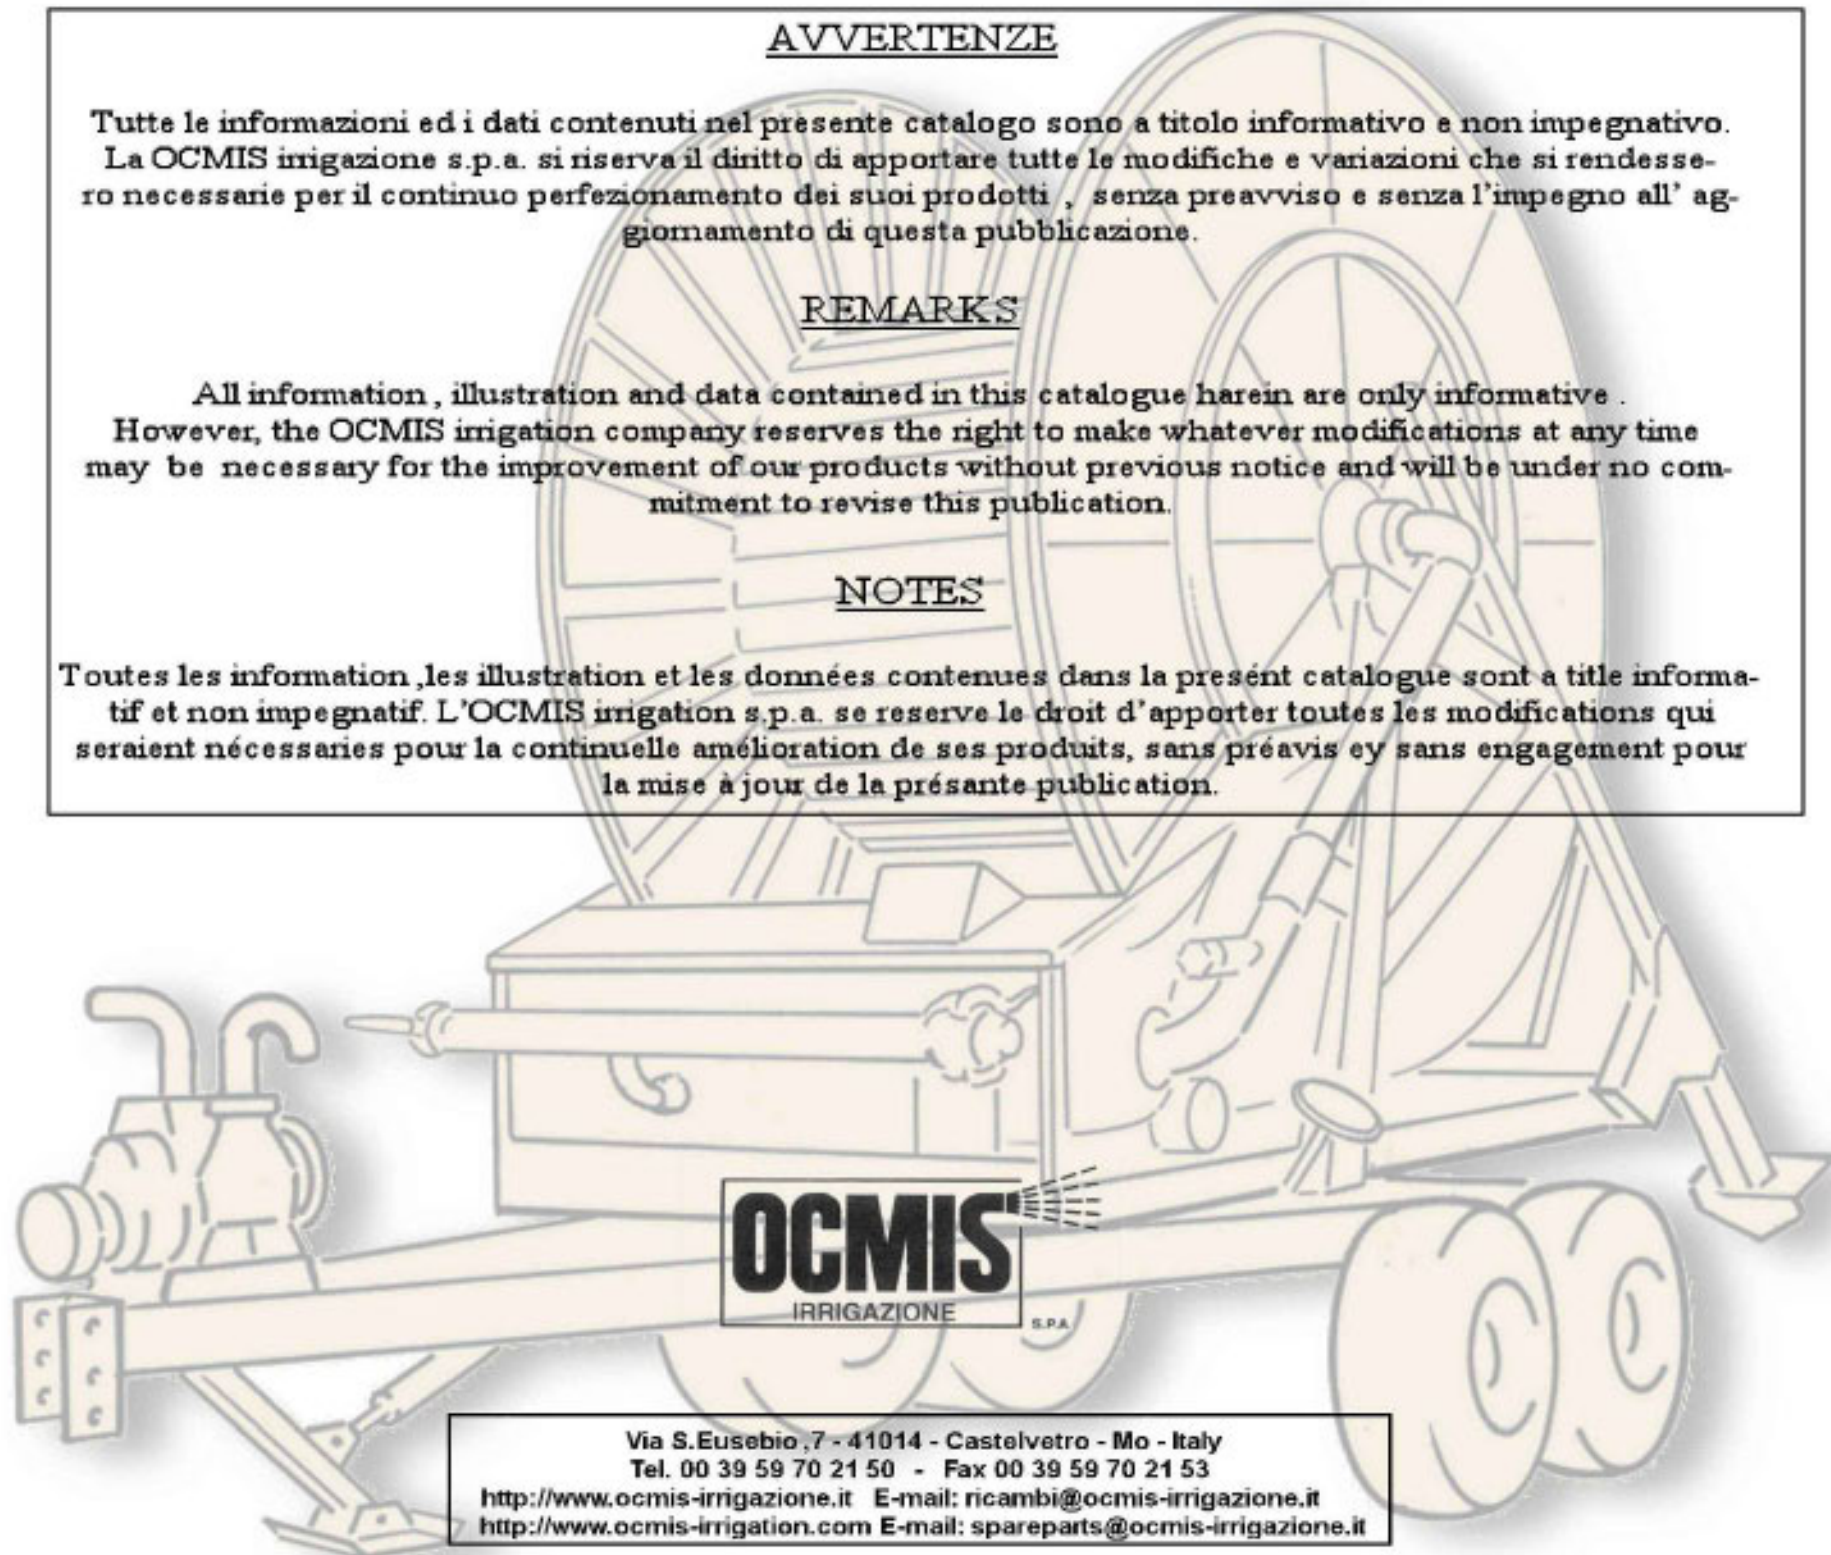 AVVERTENZE
Tutte le informazioni ed i dati contenuti nel presente catalogo sono a titolo informativo e non impegnativo.
La OCMIS irrigazione s.p.a. si riserva il diritto di apportare tutte le modifiche e variazioni che si rendesse-
ro necessarie per il continuo perfezionamento dei suoi prodotti , senza preavviso e senza l'impegno all' ag-
giornamento di questa pubblicazione.
REMARKS
All information , illustration and data contained in this catalogue harein are only informative .
However, the OCMIS irrigation company reserves the right to make whatever modifications at any time
may be necessary for the improvement of our products without previous notice and will be under no com-
mitment to revise this publication.
NOTES
Toutes les information ,les illustration et les données contenues dans la presént catalogue sont a title informa-
tif et non impegnatif. L'OCMIS irrigation s.p.a. se reserve le droit d'apporter toutes les modifications qui
seraient nécessaries pour la continuelle amélioration de ses produits, sans préavis ey sans engagement pour
la mise à jour de la présante publication.
OCMIS
IRRIGAZIONE
S.P.A.
Via S.Eusebio ,7 - 41014 - Castelvetro - Mo - Italy
Tel. 00 39 59 70 21 50 - Fax 00 39 59 70 21 53
http://www.ocmis-irrigazione.it E-mail: ricambi@ocmis-irrigazione.it
http://www.ocmis-irrigation.com E-mail: spareparts@ocmis-irrigazione.it